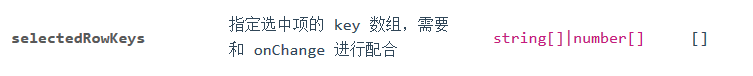 selectedRowKeys 指定选中项的 key 数组，需要 string[]|number[] []
和 onChange 进行配合